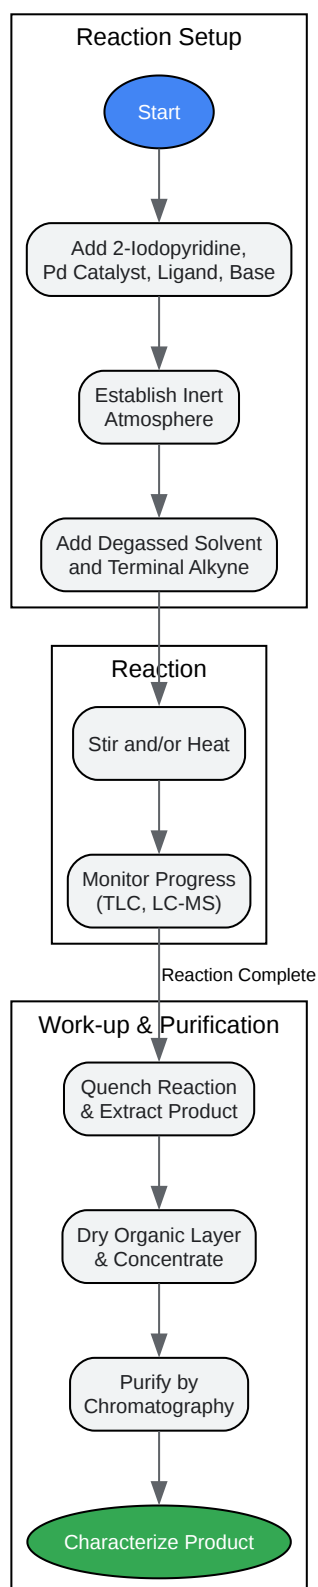 Reaction Setup
Start
Add 2-Iodopyridine,
Pd Catalyst, Ligand, Base
Establish Inert
Atmosphere
Add Degassed Solvent
and Terminal Alkyne
Reaction
Stir and/or Heat
Monitor Progress
(TLC, LC-MS)
Reaction Complete
Work-up & Purification
Quench Reaction
& Extract Product
Dry Organic Layer
& Concentrate
Purify by
Chromatography
Characterize Product